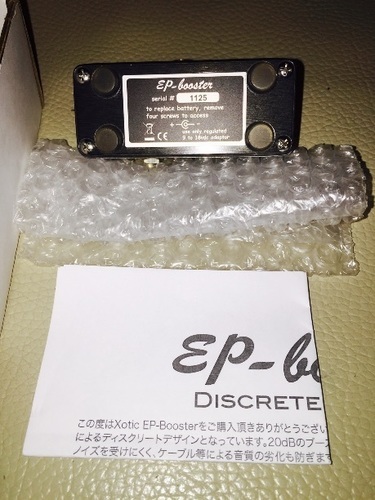 EP-booster
serial # 1125
to replace battery, remove
four screws to access
use only regulated
9 to 18vdc adaptor
EP-bo
DISCRETE
この度はXotic EP-Boosterをご購入頂きありがとうござい
によるディスクリートデザインとなっています。20dBのブー
ノイズを受けにくく、ケーブル等による音質の劣化も防ぎます